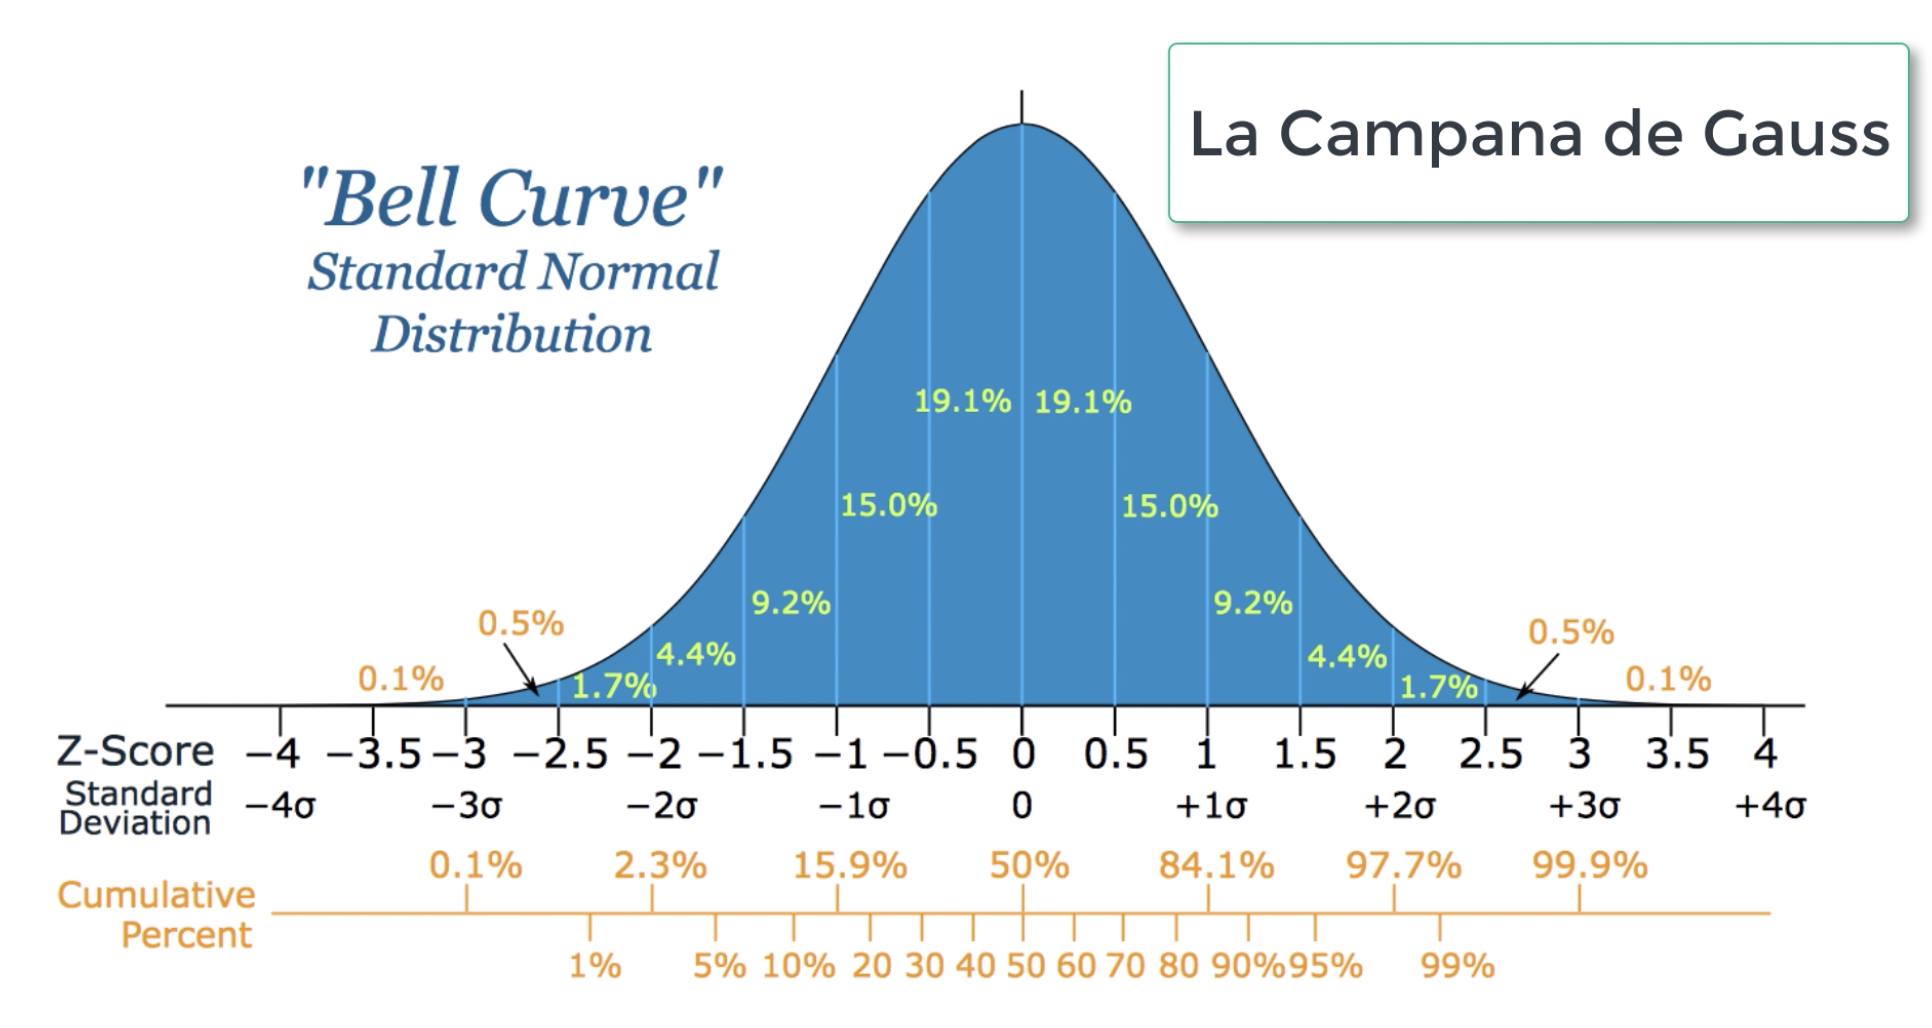 La Campana de Gauss
"Bell Curve"
Standard Normal
Distribution
19.1% 19.1%
15.0% 15.0%
9.2% 9.2%
0.5% 0.5%
4.4% 4.4%
0.1% 1.7% 1.7% 0.1%
Z-Score −4 −3.5 −3 −2.5 −2 −1.5 −1 −0.5 0 0.5 1 1.5 2 2.5 3 3.5 4
Standard
Deviation −4σ −3σ −2σ −1σ 0 +1σ +2σ +3σ +4σ
0.1% 2.3% 15.9% 50% 84.1% 97.7% 99.9%
Cumulative
Percent
1% 5% 10% 20 30 40 50 60 70 80 90% 95% 99%